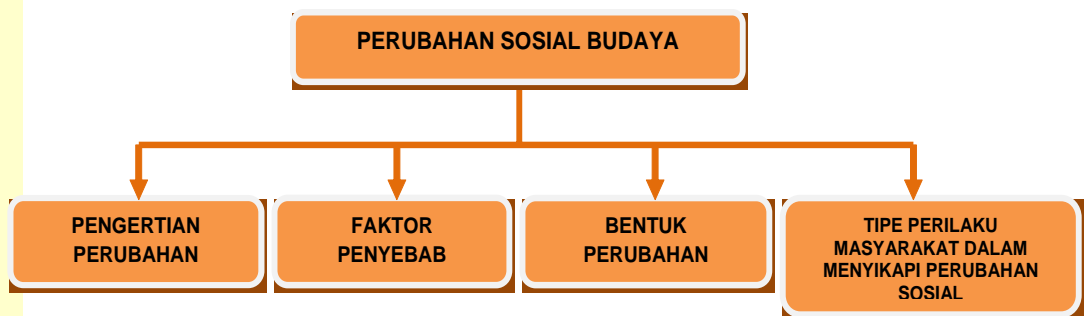 PERUBAHAN SOSIAL BUDAYA
PENGERTIAN
PERUBAHAN
FAKTOR
PENYEBAB
BENTUK
PERUBAHAN
TIPE PERILAKU
MASYARAKAT DALAM
MENYIKAPI PERUBAHAN
SOSIAL